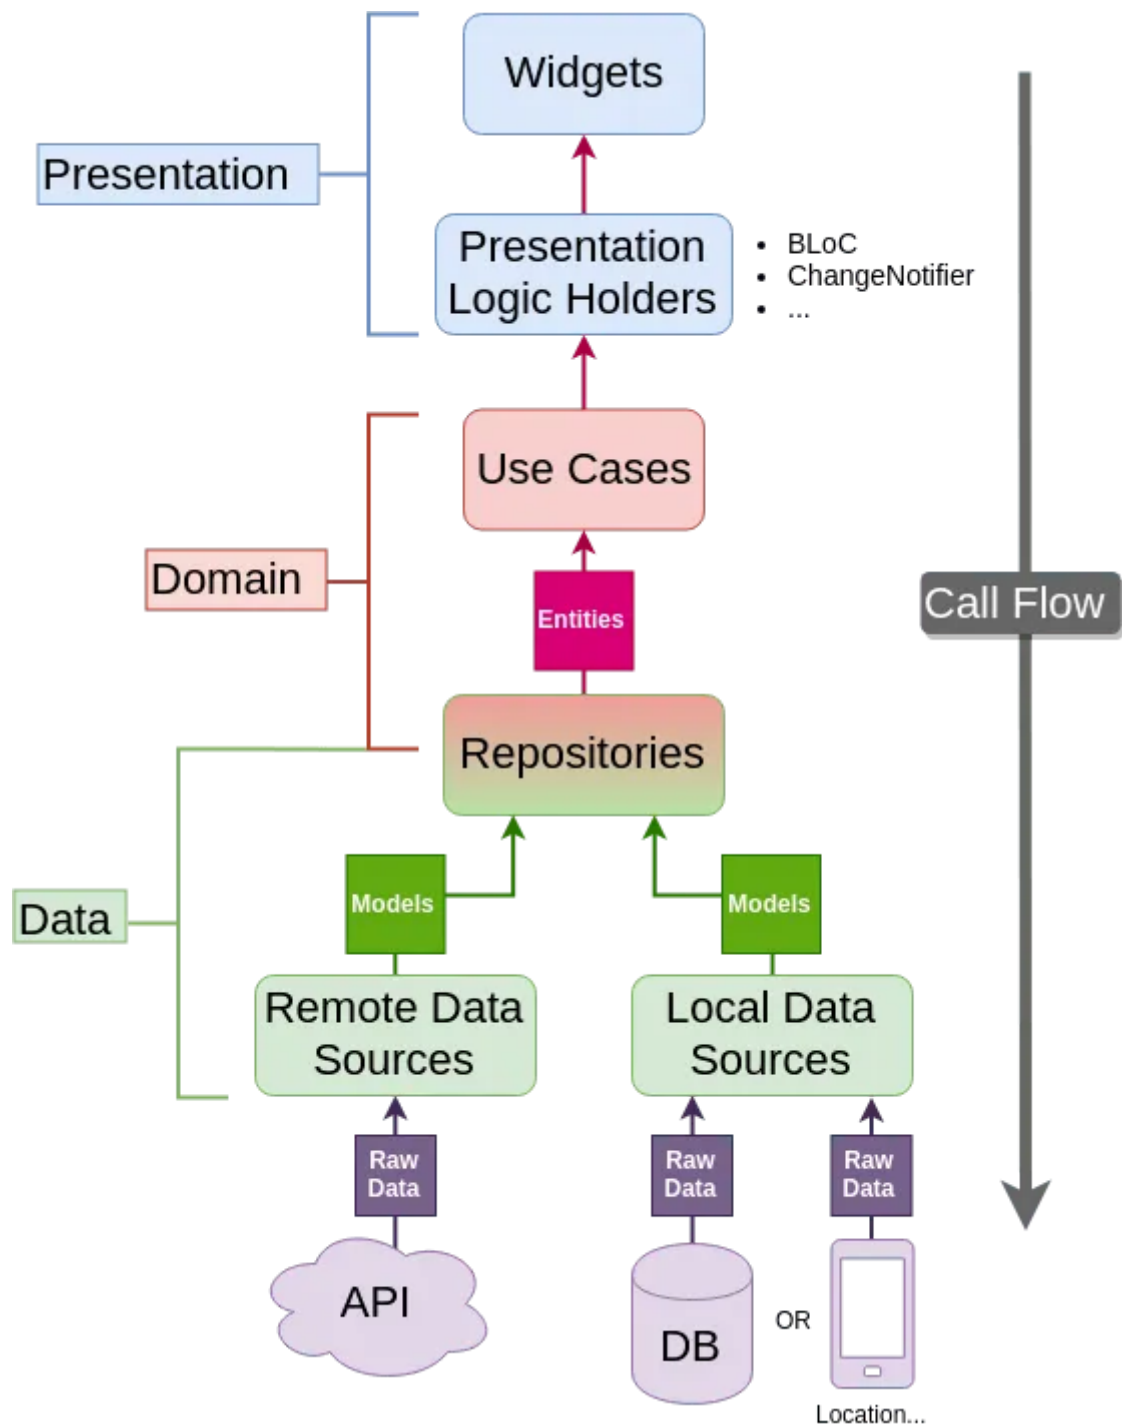 Widgets
Presentation
Presentation
Logic Holders
• BLoC
• ChangeNotifier
• ...
Use Cases
Domain
Entities
Call Flow
Repositories
Models
Models
Data
Remote Data
Sources
Local Data
Sources
Raw
Data
Raw
Data
Raw
Data
API
DB
OR
Location...